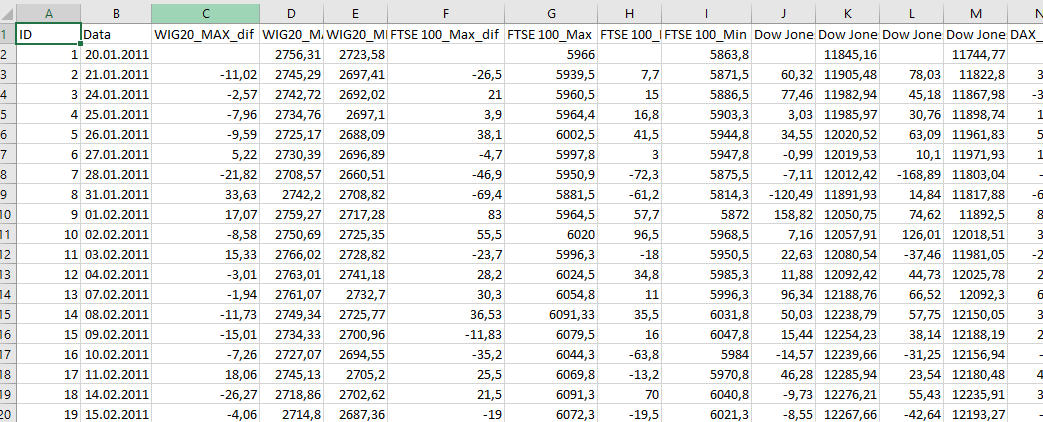 A B C D E F G H I J K L M N
1 ID Data WIG20_MAX_dif WIG20_M WIG20_MI FTSE 100_Max_dif FTSE 100_Max FTSE 100_ FTSE 100_Min Dow Jone Dow Jone Dow Jone Dow Jone DAX_
2 1 20.01.2011 2756,31 2723,58 5966 5863,8 11845,16 11744,77
3 2 21.01.2011 -11,02 2745,29 2697,41 -26,5 5939,5 7,7 5871,5 60,32 11905,48 78,03 11822,8 3
4 3 24.01.2011 -2,57 2742,72 2692,02 21 5960,5 15 5886,5 77,46 11982,94 45,18 11867,98 -3
5 4 25.01.2011 -7,96 2734,76 2697,1 3,9 5964,4 16,8 5903,3 3,03 11985,97 30,76 11898,74 1
6 5 26.01.2011 -9,59 2725,17 2688,09 38,1 6002,5 41,5 5944,8 34,55 12020,52 63,09 11961,83 5
7 6 27.01.2011 5,22 2730,39 2696,89 -4,7 5997,8 3 5947,8 -0,99 12019,53 10,1 11971,93 1
8 7 28.01.2011 -21,82 2708,57 2660,51 -46,9 5950,9 -72,3 5875,5 -7,11 12012,42 -168,89 11803,04 -
9 8 31.01.2011 33,63 2742,2 2708,82 -69,4 5881,5 -61,2 5814,3 -120,49 11891,93 14,84 11817,88 -6
10 9 01.02.2011 17,07 2759,27 2717,28 83 5964,5 57,7 5872 158,82 12050,75 74,62 11892,5 8
11 10 02.02.2011 -8,58 2750,69 2725,35 55,5 6020 96,5 5968,5 7,16 12057,91 126,01 12018,51 3
12 11 03.02.2011 15,33 2766,02 2728,82 -23,7 5996,3 -18 5950,5 22,63 12080,54 -37,46 11981,05 -2
13 12 04.02.2011 -3,01 2763,01 2741,18 28,2 6024,5 34,8 5985,3 11,88 12092,42 44,73 12025,78 2
14 13 07.02.2011 -1,94 2761,07 2732,7 30,3 6054,8 11 5996,3 96,34 12188,76 66,52 12092,3 6
15 14 08.02.2011 -11,73 2749,34 2725,77 36,53 6091,33 35,5 6031,8 50,03 12238,79 57,75 12150,05 3
16 15 09.02.2011 -15,01 2734,33 2700,96 -11,83 6079,5 16 6047,8 15,44 12254,23 38,14 12188,19 2
17 16 10.02.2011 -7,26 2727,07 2694,55 -35,2 6044,3 -63,8 5984 -14,57 12239,66 -31,25 12156,94 -
18 17 11.02.2011 18,06 2745,13 2705,2 25,5 6069,8 -13,2 5970,8 46,28 12285,94 23,54 12180,48 4
19 18 14.02.2011 -26,27 2718,86 2702,62 21,5 6091,3 70 6040,8 -9,73 12276,21 55,43 12235,91 3
20 19 15.02.2011 -4,06 2714,8 2687,36 -19 6072,3 -19,5 6021,3 -8,55 12267,66 -42,64 12193,27 -